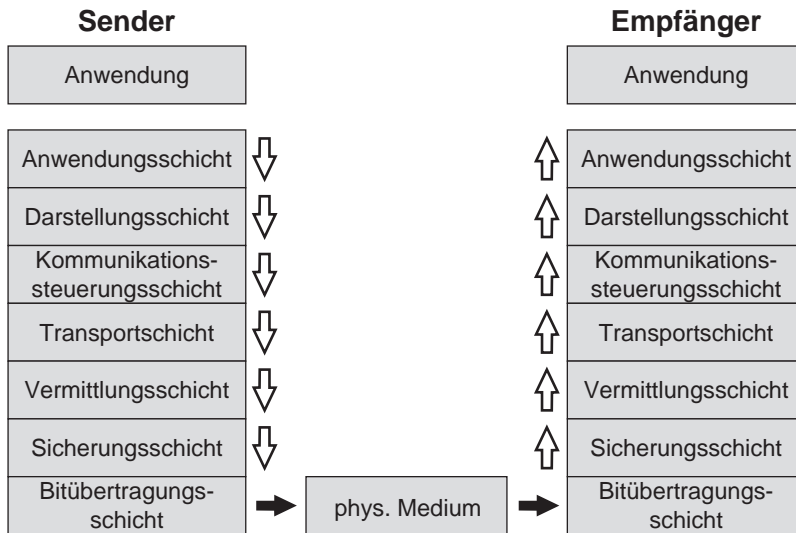 Sender
Anwendung
Anwendungsschicht
Darstellungsschicht
Kommunikations-
steuerungsschicht
Transportschicht
Vermittlungsschicht
Sicherungsschicht
Bitübertragungs-
schicht
phys. Medium
Empfänger
Anwendung
Anwendungsschicht
Darstellungsschicht
Kommunikations-
steuerungsschicht
Transportschicht
Vermittlungsschicht
Sicherungsschicht
Bitübertragungs-
schicht